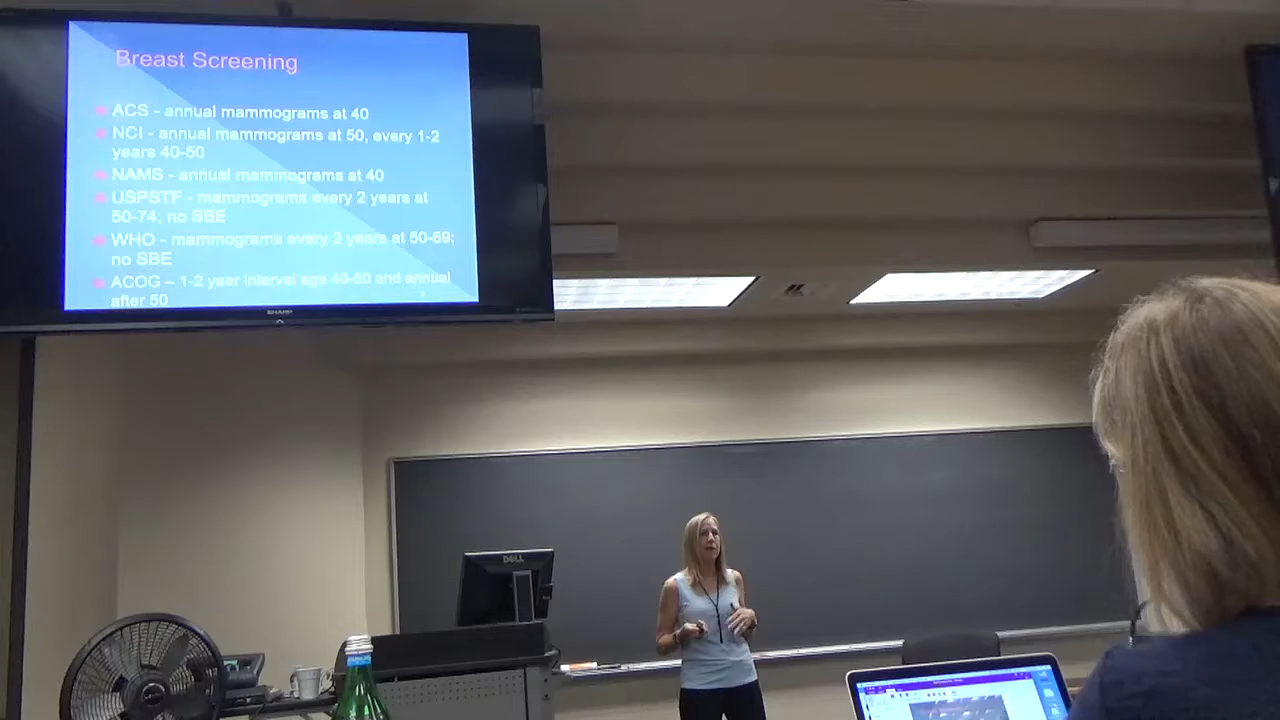 Breast Screening
ACS - annual mammograms at 40
NCI - annual mammograms at 50, every 1-2
years 40-50
NAMS - annual mammograms at 40
USPSTF - mammograms every 2 years at
50-74; no SBE
WHO - mammograms every 2 years at 50-69;
no SBE
ACOG – 1-2 year interval age 40-50 and annual
after 50
SHARP
DELL